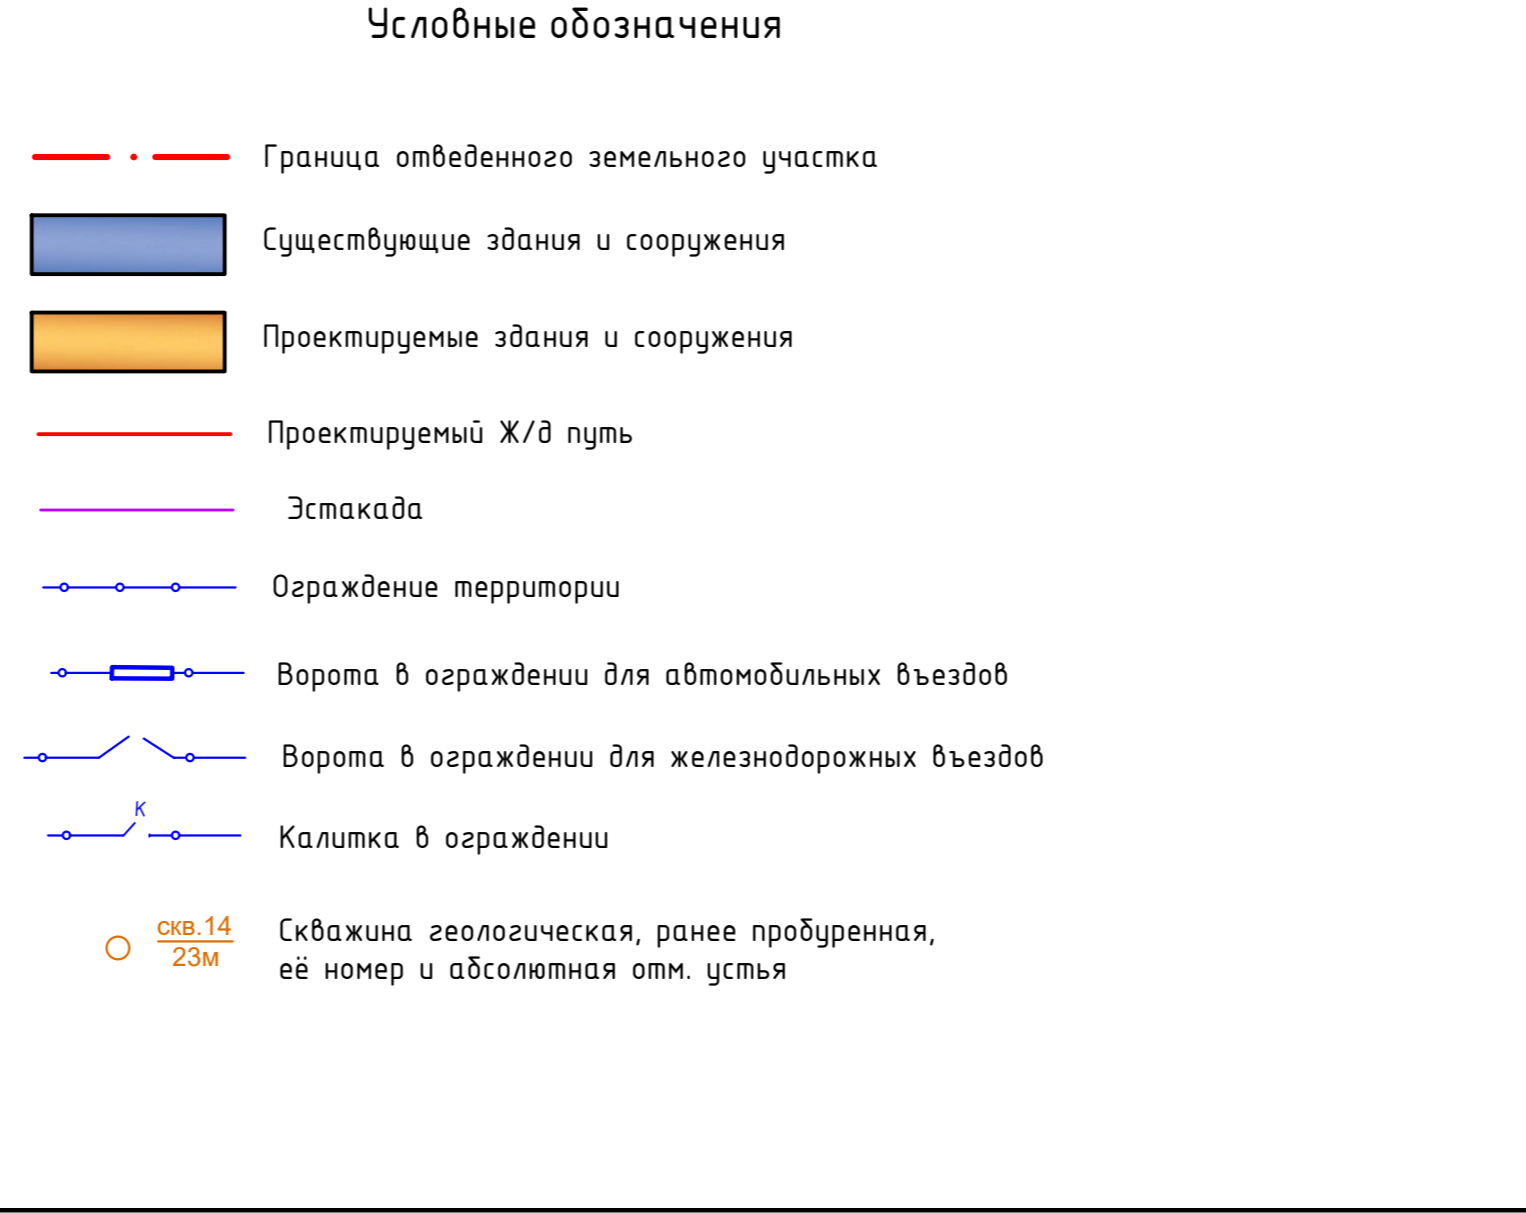 Условные обозначения
Граница отведенного земельного участка
Существующие здания и сооружения
Проектируемые здания и сооружения
Проектируемый Ж/д путь
Эстакада
Ограждение территории
Ворота в ограждении для автомобильных въездов
Ворота в ограждении для железнодорожных въездов
К
Калитка в ограждении
скв.14
23м
Скважина геологическая, ранее пробуренная,
её номер и абсолютная отм. устья